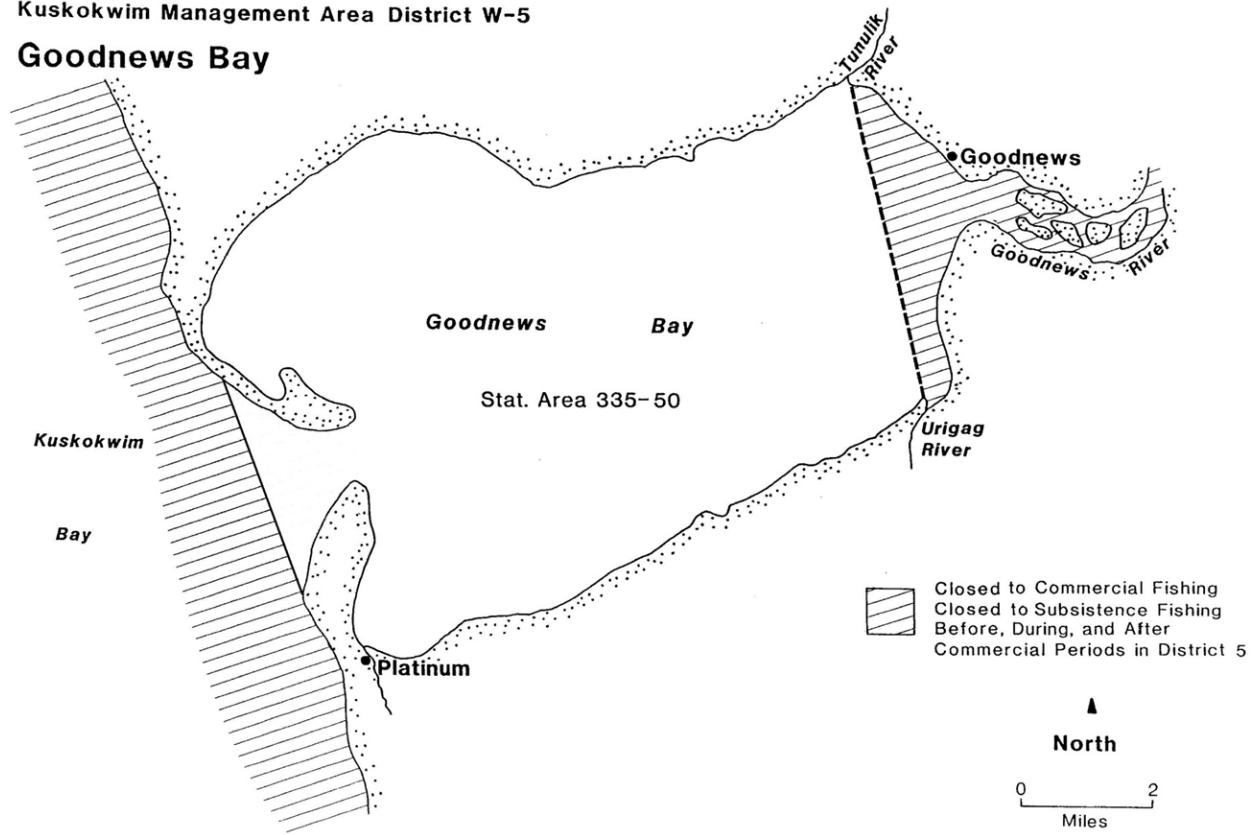 Kuskokwim Management Area District W-5
Goodnews Bay
Tunulik
River
Goodnews
Goodnews River
Goodnews Bay
Stat. Area 335-50
Urigag
River
Kuskokwim
Bay
Platinum
Closed to Commercial Fishing
Closed to Subsistence Fishing
Before, During, and After
Commercial Periods in District 5
North
0 2
Miles